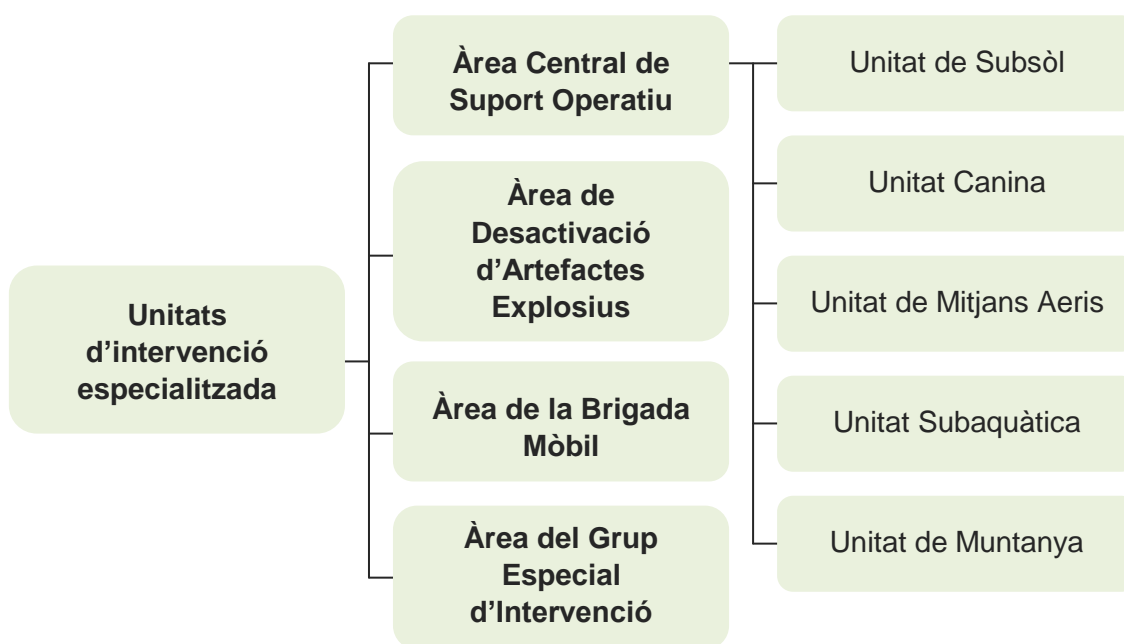 Unitats
d’intervenció
especialitzada
Àrea Central de
Suport Operatiu
Àrea de
Desactivació
d’Artefactes
Explosius
Àrea de la Brigada
Mòbil
Àrea del Grup
Especial
d’Intervenció
Unitat de Subsòl
Unitat Canina
Unitat de Mitjans Aeris
Unitat Subaquàtica
Unitat de Muntanya